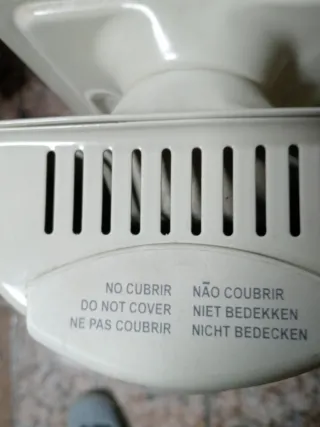 NO CUBRIR NÃO COUBRIR
DO NOT COVER NIET BEDEKKEN
NE PAS COUBRIR NICHT BEDECKEN